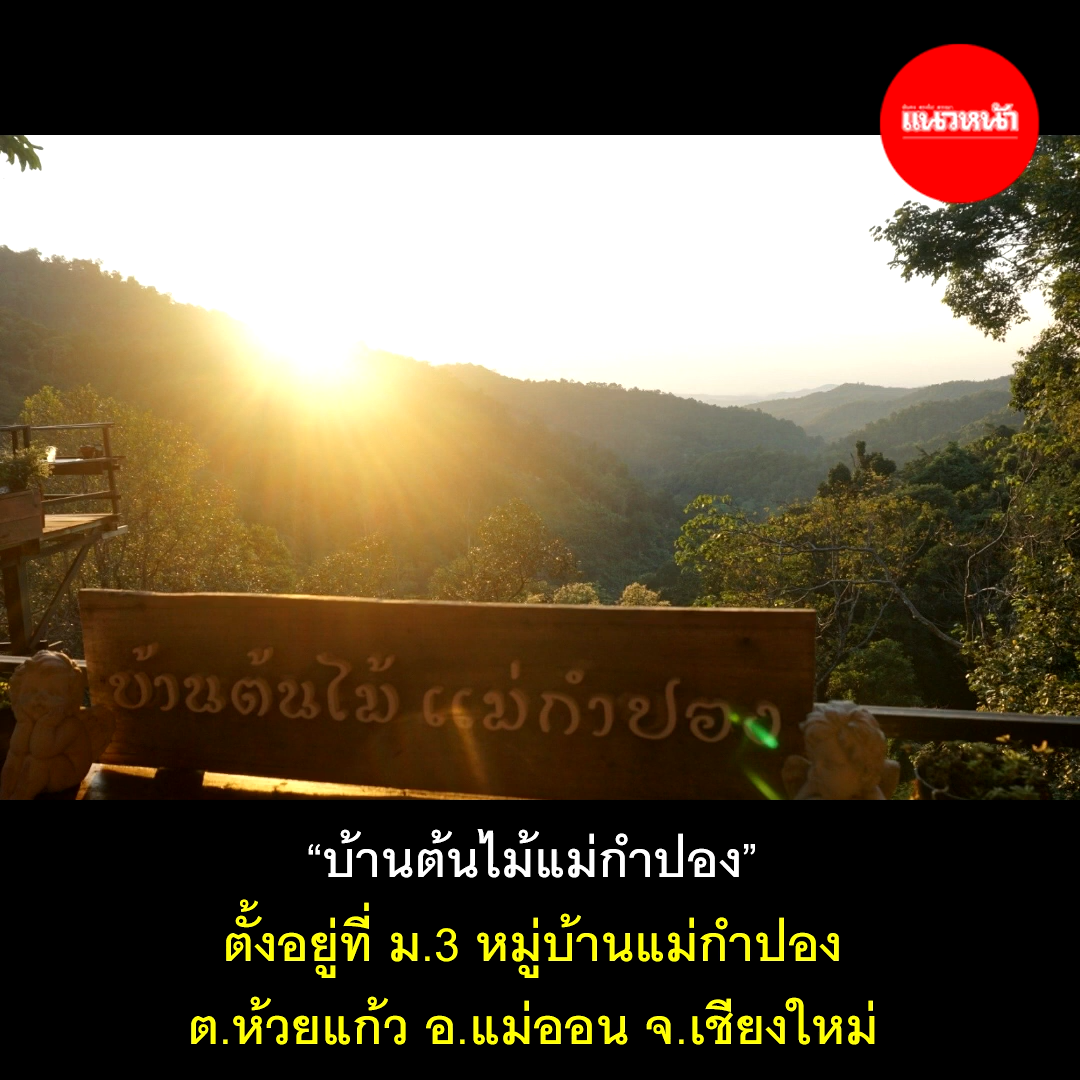 แนวหน้า
บ้านต้นไม้ แม่กำปอง
“บ้านต้นไม้แม่กำปอง”
ตั้งอยู่ที่ ม.3 หมู่บ้านแม่กำปอง
ต.ห้วยแก้ว อ.แม่ออน จ.เชียงใหม่